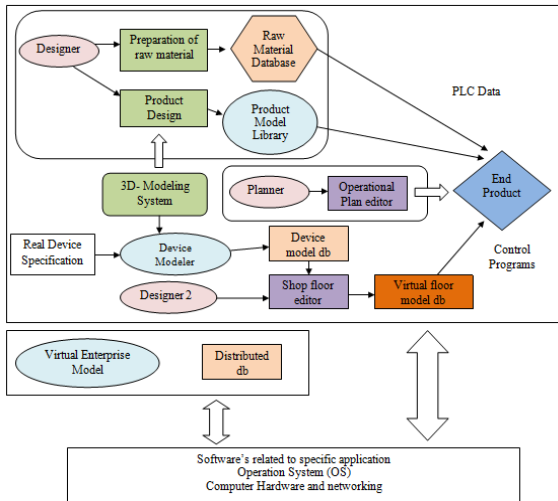 Designer
Preparation of
raw material
Raw
Material
Database
PLC Data
Product
Design
Product
Model
Library
3D- Modeling
System
Planner
Operational
Plan editor
End
Product
Real Device
Specification
Device
Modeler
Device
model db
Control
Programs
Designer 2
Shop floor
editor
Virtual floor
model db
Virtual Enterprise
Model
Distributed
db
Software's related to specific application
Operation System (OS)
Computer Hardware and networking